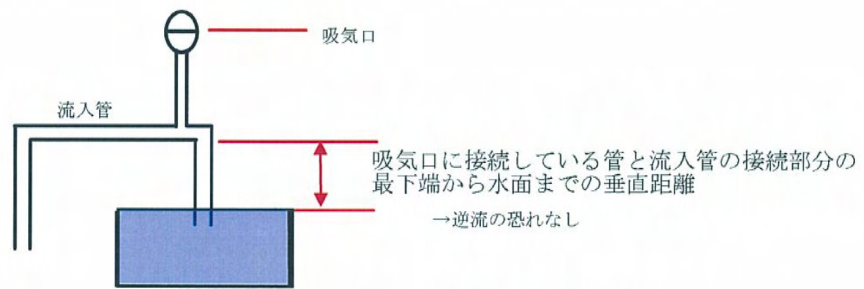 吸気口
流入管
吸気口に接続している管と流入管の接続部分の
最下端から水面までの垂直距離
→逆流の恐れなし